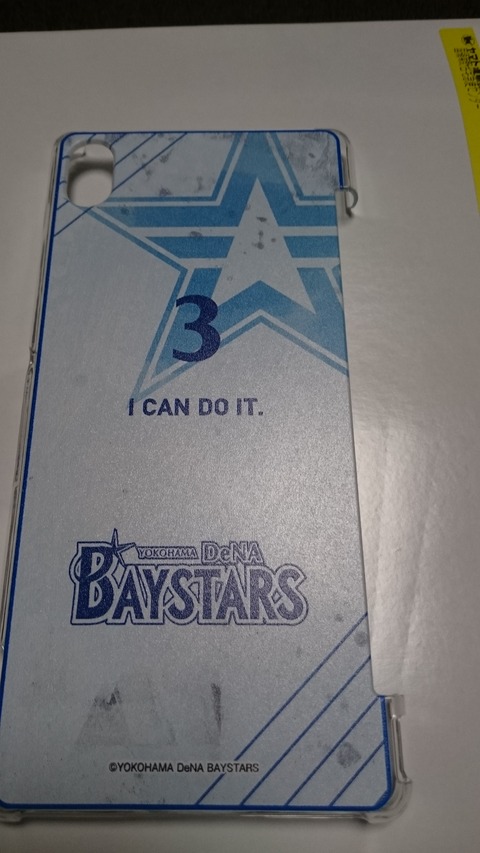 3
I CAN DO IT.
YOKOHAMA DeNA
BAYSTARS
©YOKOHAMA DeNA BAYSTARS